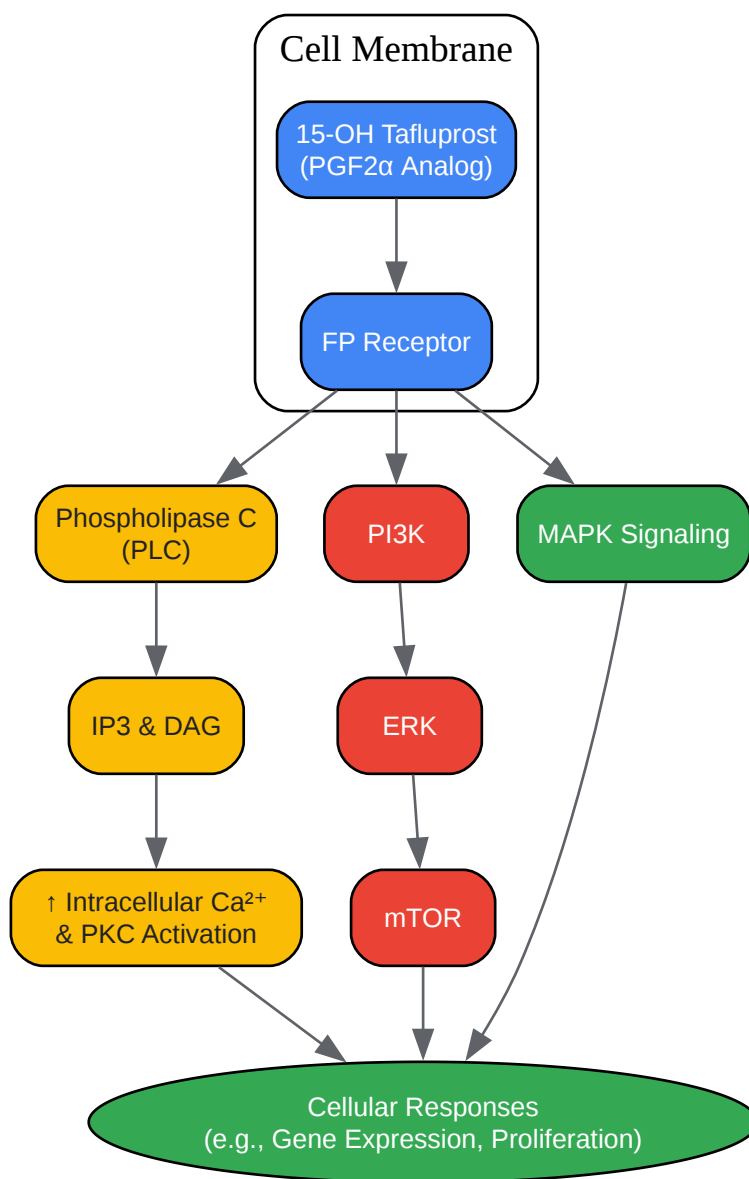 Cell Membrane
15-OH Tafluprost
(PGF2α Analog)
FP Receptor
Phospholipase C
(PLC)
PI3K
MAPK Signaling
IP3 & DAG
ERK
↑ Intracellular Ca²⁺
& PKC Activation
mTOR
Cellular Responses
(e.g., Gene Expression, Proliferation)